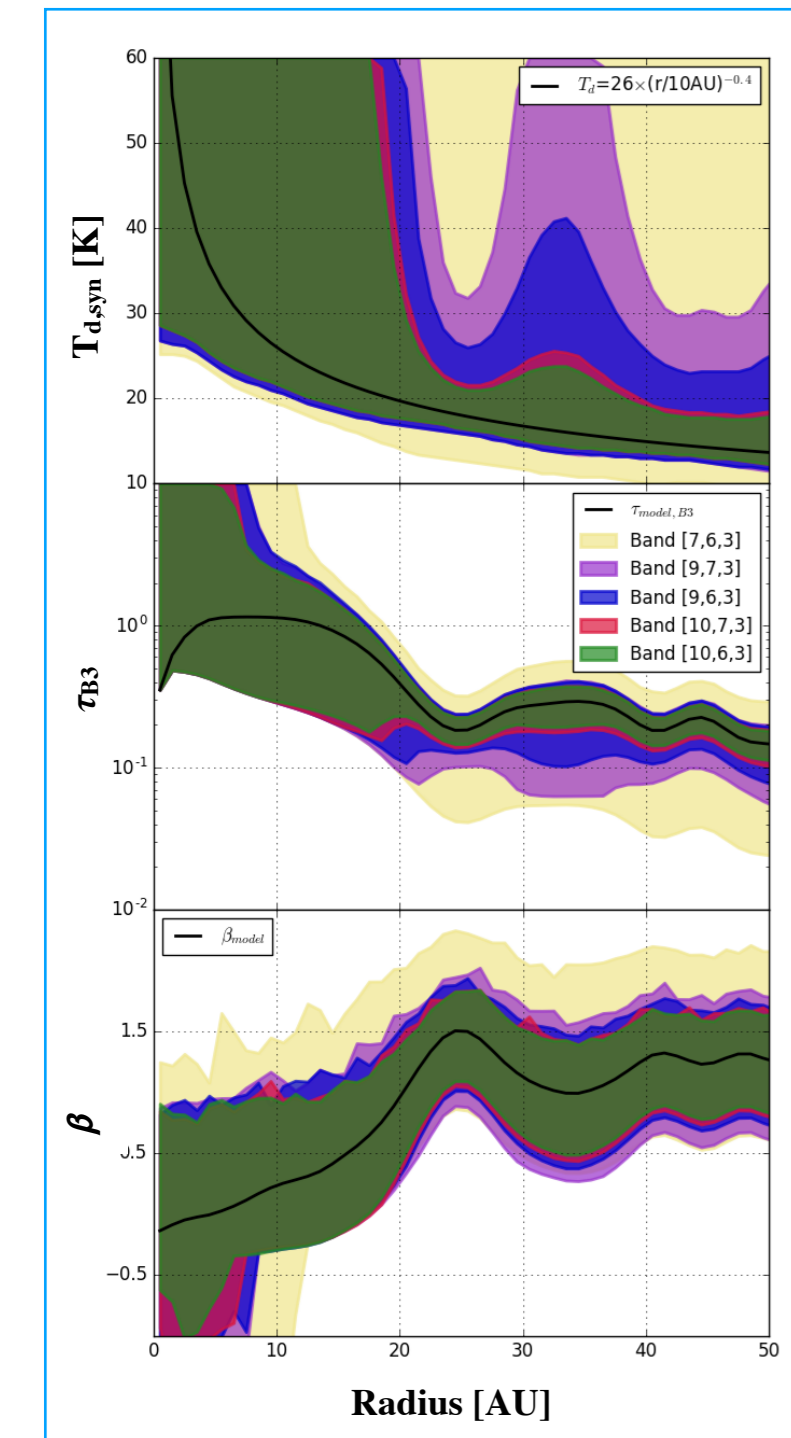 60
50
40
30
20
10
T_d,syn [K]
T_d=26×(r/10AU)^−0.4
10^0
10^-1
10^-2
τ_B3
τ_model,B3
Band [7,6,3]
Band [9,7,3]
Band [9,6,3]
Band [10,7,3]
Band [10,6,3]
β_model
1.5
.5
−0.5
β
0 10 20 30 40 50
Radius [AU]